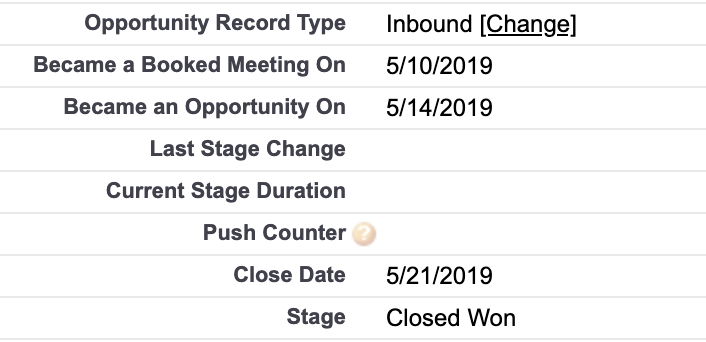 Opportunity Record Type Inbound [Change]
Became a Booked Meeting On 5/10/2019
Became an Opportunity On 5/14/2019
Last Stage Change
Current Stage Duration
Push Counter ?
Close Date 5/21/2019
Stage Closed Won